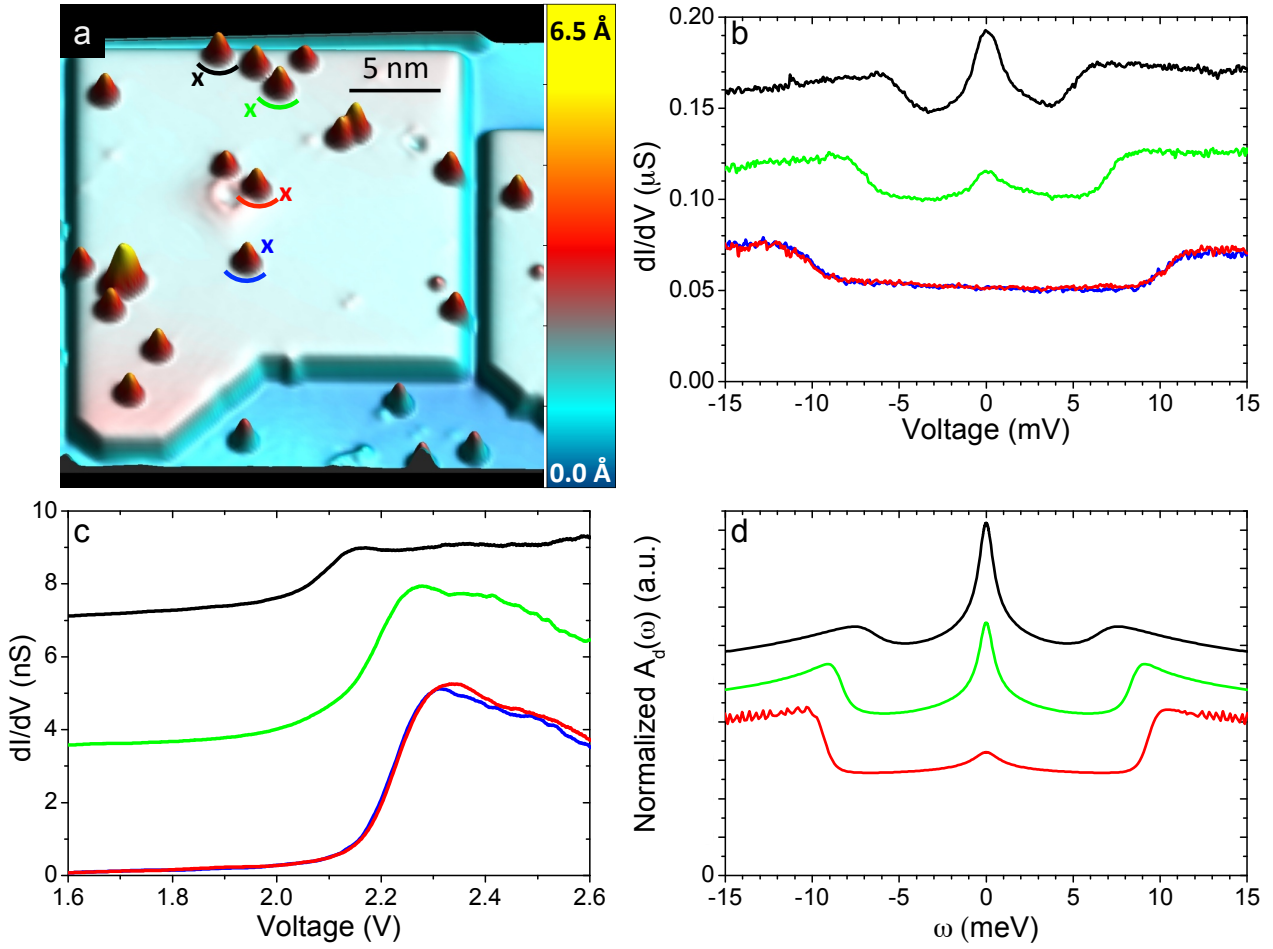 a
x
x
x
x
5 nm
6.5 Å
0.0 Å
b
0.20
0.15
0.10
0.05
0.00
dI/dV (μS)
-15 -10 -5 0 5 10 15
Voltage (mV)
c
10
8
6
4
2
0
dI/dV (nS)
1.6 1.8 2.0 2.2 2.4 2.6
Voltage (V)
d
Normalized A_d(ω) (a.u.)
0
-15 -10 -5 0 5 10 15
ω (meV)